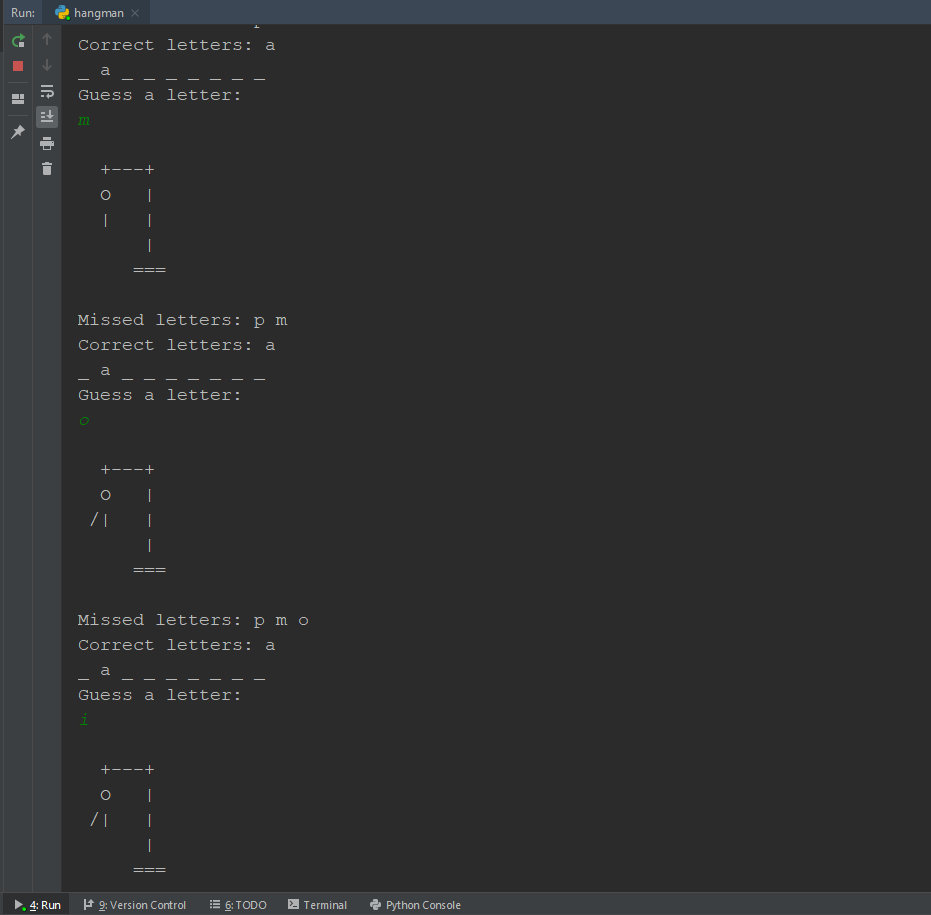 Run: hangman
Correct letters: a
_ a _ _ _ _ _ _ _
Guess a letter:
m
+---+
O   |
|   |
    |
   ===
Missed letters: p m
Correct letters: a
_ a _ _ _ _ _ _ _
Guess a letter:
o
  +---+
  O   |
 /|   |
      |
     ===
Missed letters: p m o
Correct letters: a
_ a _ _ _ _ _ _ _
Guess a letter:
i
  +---+
  O   |
 /|   |
      |
     ===
4: Run 9: Version Control 6: TODO Terminal Python Console